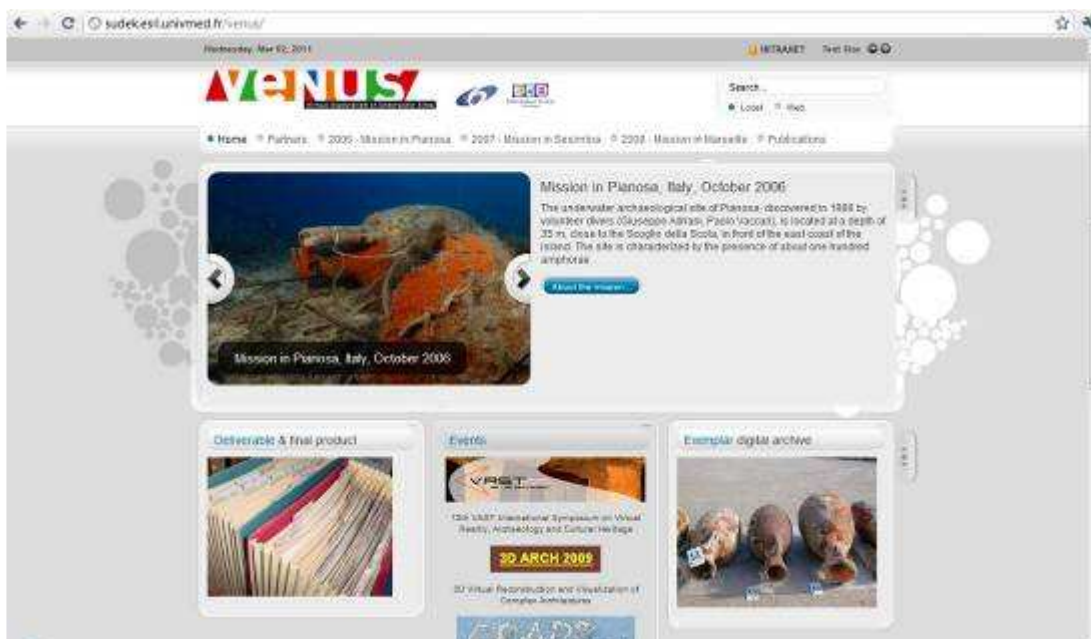 sudek.esil.univmed.fr/venus/
Wednesday, Mar 02, 2011
INTRANET Text Size
VENUS
Search...
Local Web
Home Partners 2006 - Mission in Pianosa 2007 - Mission in Sesimbra 2008 - Mission in Marseille Publications
Mission in Pianosa, Italy, October 2006
The underwater archaeological site of Pianosa, discovered in 1989 by
volunteer divers (Giuseppe Adriani, Paolo Vaccari), is located at a depth of
35 m, close to the Scoglio della Scola, in front of the east coast of the
island. The site is characterized by the presence of about one hundred
amphorae
About the mission...
Mission in Pianosa, Italy, October 2006
Deliverable & final product
Events
Exemplar digital archive
VAST
VAST International Symposium on Virtual
Reality, Archaeology and Cultural Heritage
3D ARCH 2009
3D Virtual Reconstruction and Visualization of
Complex Architectures